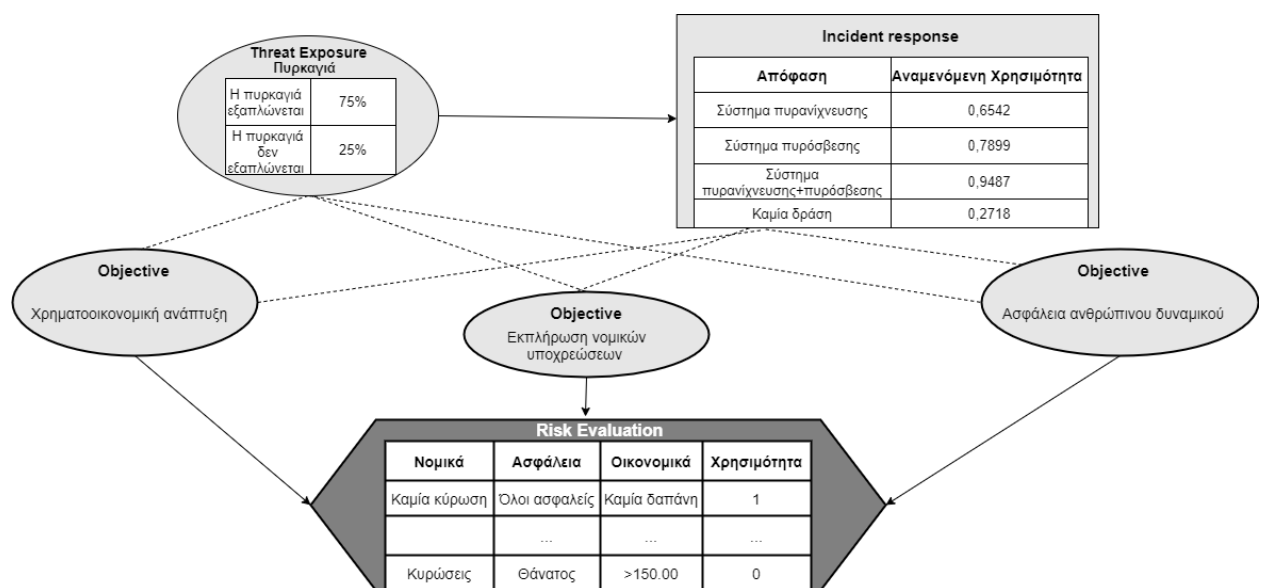 Threat Exposure
Πυρκαγιά
Η πυρκαγιά
εξαπλώνεται
75%
Η πυρκαγιά
δεν
εξαπλώνεται
25%
Incident response
Απόφαση
Αναμενόμενη Χρησιμότητα
Σύστημα πυρανίχνευσης
0,6542
Σύστημα πυρόσβεσης
0,7899
Σύστημα
πυρανίχνευσης+πυρόσβεσης
0,9487
Καμία δράση
0,2718
Objective
Χρηματοοικονομική ανάπτυξη
Objective
Εκπλήρωση νομικών
υποχρεώσεων
Objective
Ασφάλεια ανθρώπινου δυναμικού
Risk Evaluation
Νομικά
Ασφάλεια
Οικονομικά
Χρησιμότητα
Καμία κύρωση
Όλοι ασφαλείς
Καμία δαπάνη
1
...
...
...
Κυρώσεις
Θάνατος
>150.00
0